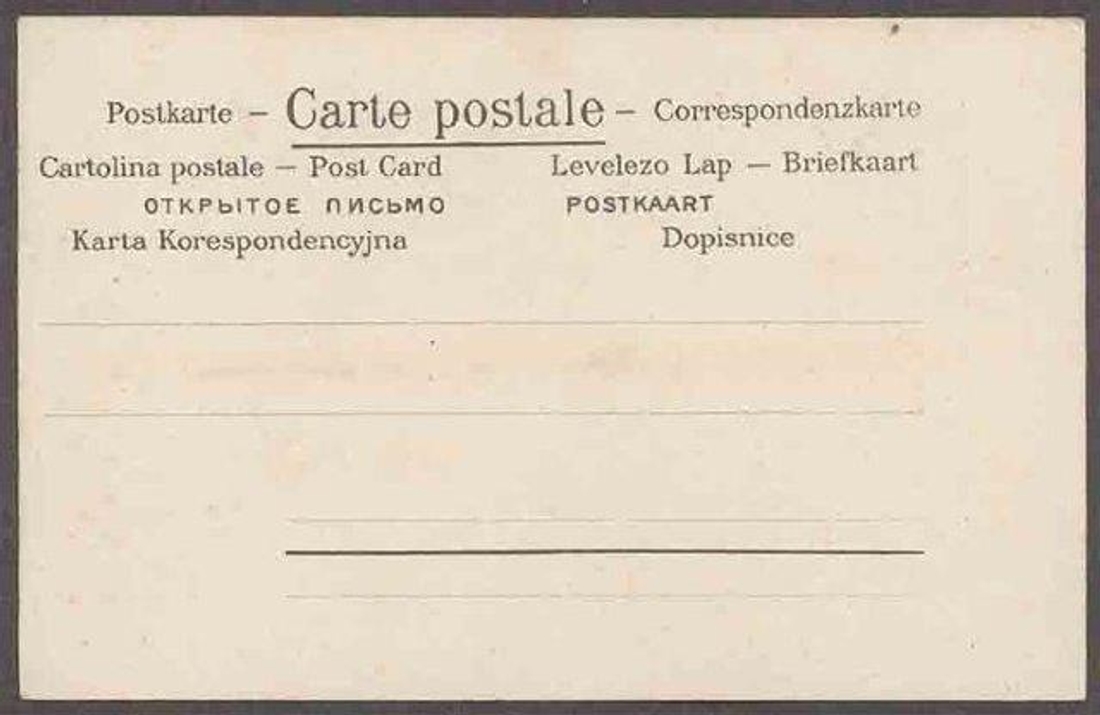 Postkarte – Carte postale – Correspondenzkarte
Cartolina postale – Post Card Levelezo Lap — Briefkaart
ОТКРЫТОЕ ПИСЬМО POSTKAART
Karta Korespondencyjna Dopisnice